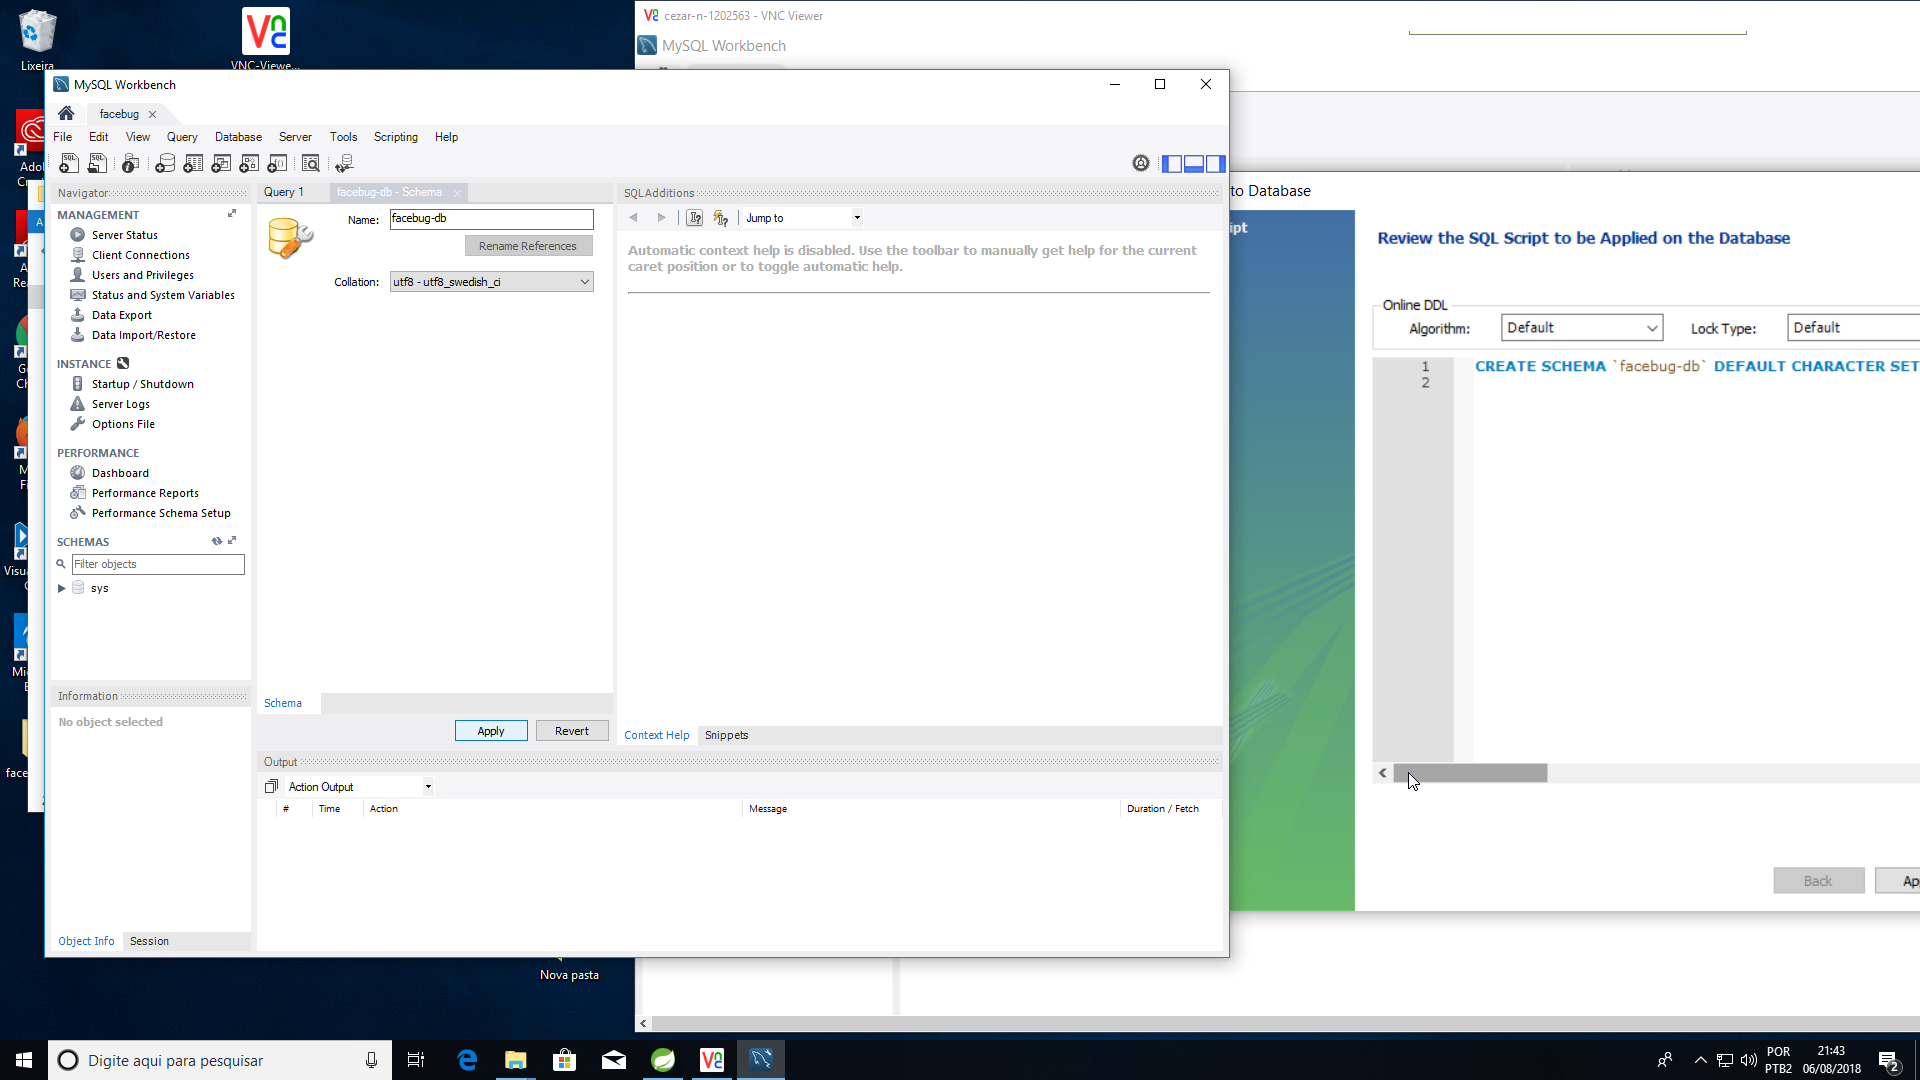 Lixeira
VNC-Viewe...
cezar-n-1202563 - VNC Viewer
MySQL Workbench
MySQL Workbench
facebug
File Edit View Query Database Server Tools Scripting Help
Navigator
MANAGEMENT
Server Status
Client Connections
Users and Privileges
Status and System Variables
Data Export
Data Import/Restore
INSTANCE
Startup / Shutdown
Server Logs
Options File
PERFORMANCE
Dashboard
Performance Reports
Performance Schema Setup
SCHEMAS
Filter objects
sys
Information
No object selected
Object Info Session
Query 1 facebug-db - Schema
Name: facebug-db
Rename References
Collation: utf8 - utf8_swedish_ci
Schema
Apply Revert
SQLAdditions
Jump to
Automatic context help is disabled. Use the toolbar to manually get help for the current
caret position or to toggle automatic help.
Context Help Snippets
Output
Action Output
# Time Action Message Duration / Fetch
to Database
ipt
Review the SQL Script to be Applied on the Database
Online DDL
Algorithm: Default Lock Type: Default
1 CREATE SCHEMA `facebug-db` DEFAULT CHARACTER SET
2
Back Ap
Nova pasta
Digite aqui para pesquisar
POR
PTB2
21:43
06/08/2018
2